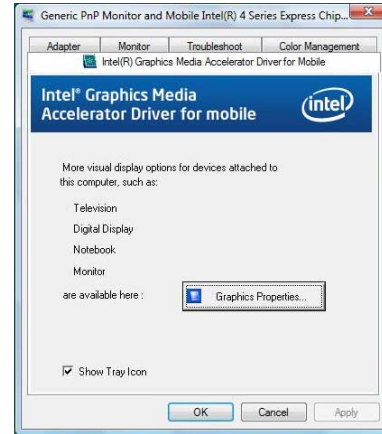 Generic PnP Monitor and Mobile Intel(R) 4 Series Express Chip...
Adapter Monitor Troubleshoot Color Management
Intel(R) Graphics Media Accelerator Driver for Mobile
Intel® Graphics Media
Accelerator Driver for mobile
intel
More visual display options for devices attached to
this computer, such as:
Television
Digital Display
Notebook
Monitor
are available here :
Graphics Properties...
Show Tray Icon
OK Cancel Apply